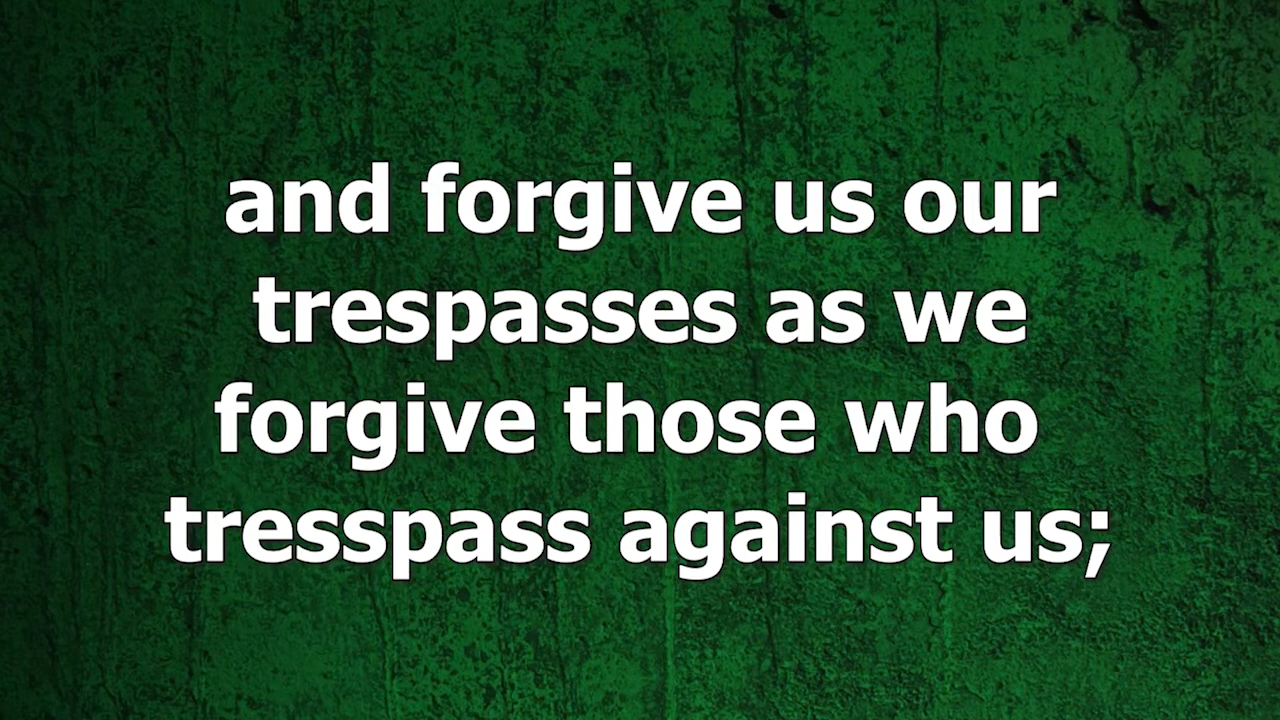 and forgive us our
trespasses as we
forgive those who
tresspass against us;